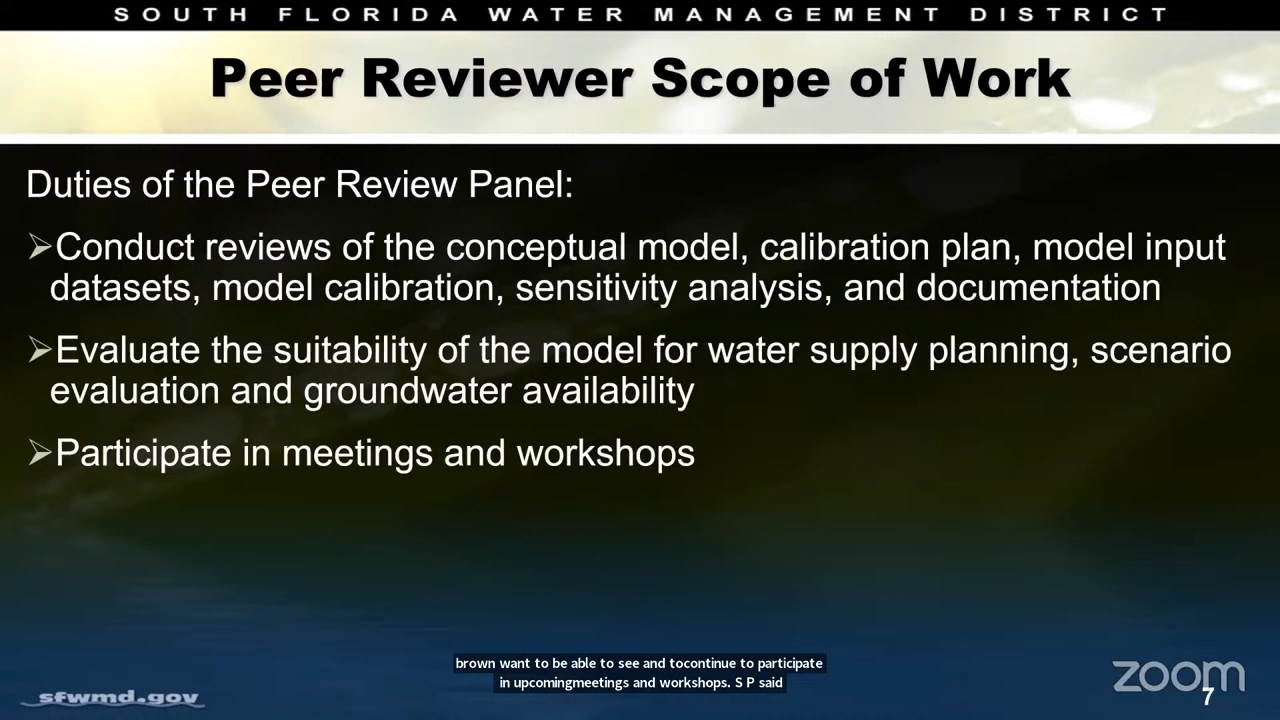 SOUTH FLORIDA WATER MANAGEMENT DISTRICT
Peer Reviewer Scope of Work
Duties of the Peer Review Panel:
➢Conduct reviews of the conceptual model, calibration plan, model input
datasets, model calibration, sensitivity analysis, and documentation
➢Evaluate the suitability of the model for water supply planning, scenario
evaluation and groundwater availability
➢Participate in meetings and workshops
brown want to be able to see and tocontinue to participate
in upcomingmeetings and workshops. S P said
sfwmd.gov
zoom
7